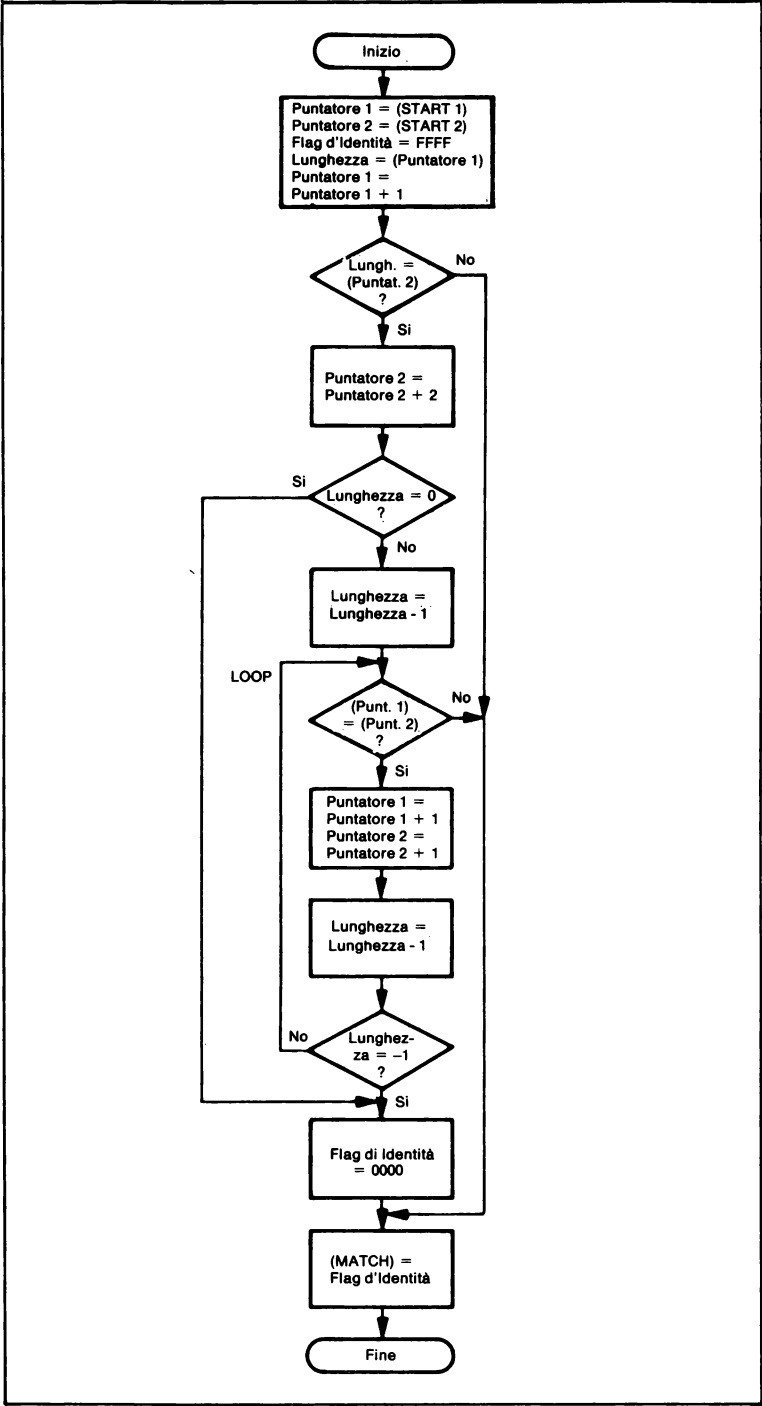 Inizio
Puntatore 1 = (START 1)
Puntatore 2 = (START 2)
Flag d'Identità = FFFF
Lunghezza = (Puntatore 1)
Puntatore 1 =
Puntatore 1 + 1
Lungh. =
(Puntat. 2)
?
No
Si
Puntatore 2 =
Puntatore 2 + 2
Si
Lunghezza = 0
?
No
Lunghezza =
Lunghezza - 1
LOOP
(Punt. 1)
= (Punt. 2)
?
No
Si
Puntatore 1 =
Puntatore 1 + 1
Puntatore 2 =
Puntatore 2 + 1
Lunghezza =
Lunghezza - 1
No
Lunghez-
za = –1
?
Si
Flag di Identità
= 0000
(MATCH) =
Flag d'Identità
Fine